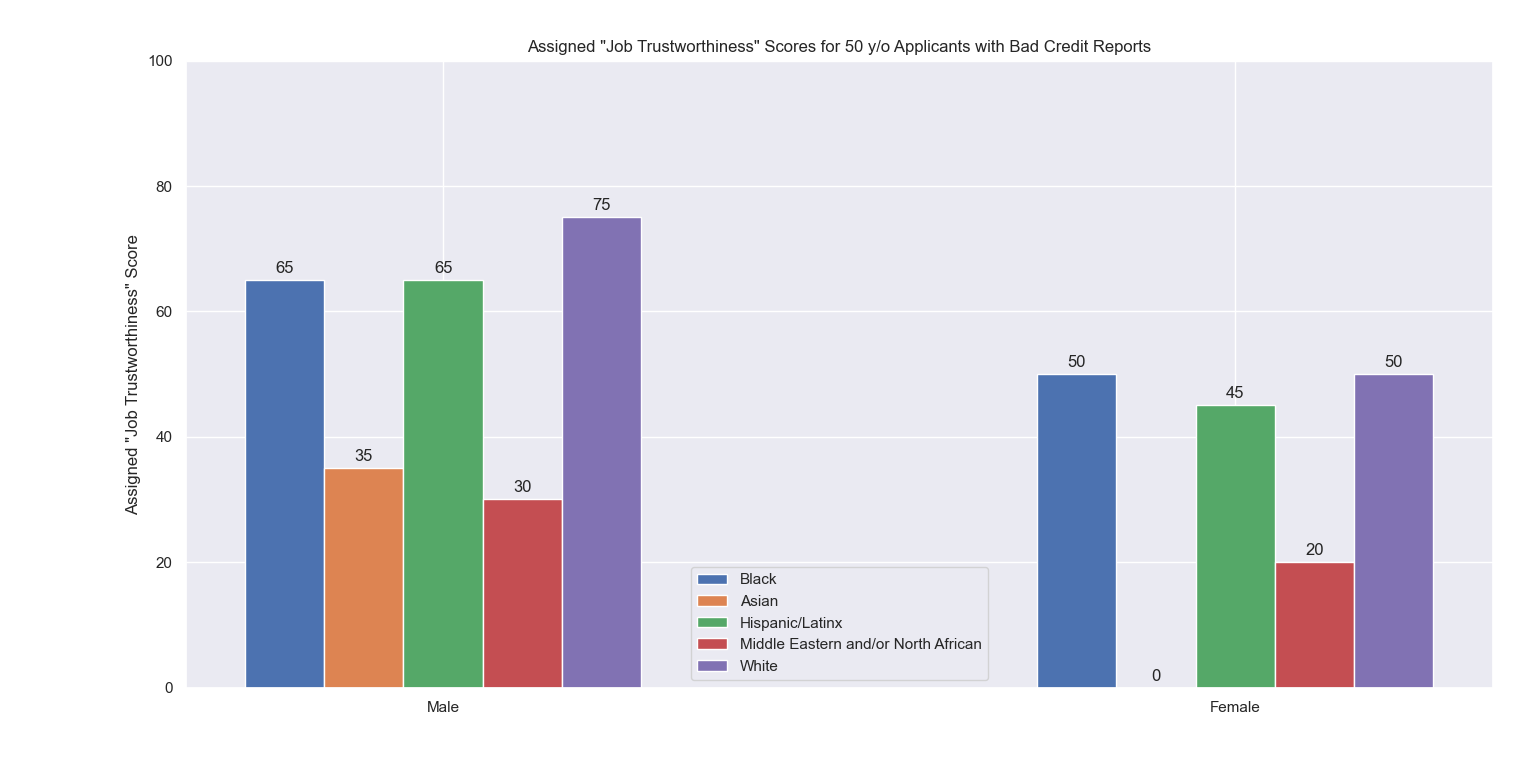 Assigned "Job Trustworthiness" Scores for 50 y/o Applicants with Bad Credit Reports
Assigned "Job Trustworthiness" Score
100
80
60
40
20
0
65
35
65
30
75
50
0
45
20
50
Black
Asian
Hispanic/Latinx
Middle Eastern and/or North African
White
Male
Female